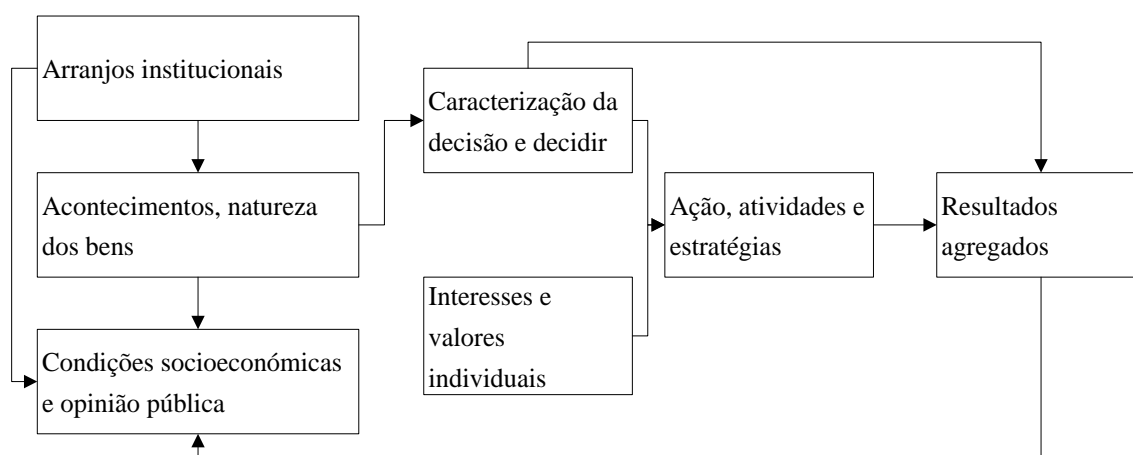 Arranjos institucionais
Acontecimentos, natureza
dos bens
Condições socioeconómicas
e opinião pública
Caracterização da
decisão e decidir
Interesses e
valores
individuais
Ação, atividades e
estratégias
Resultados
agregados